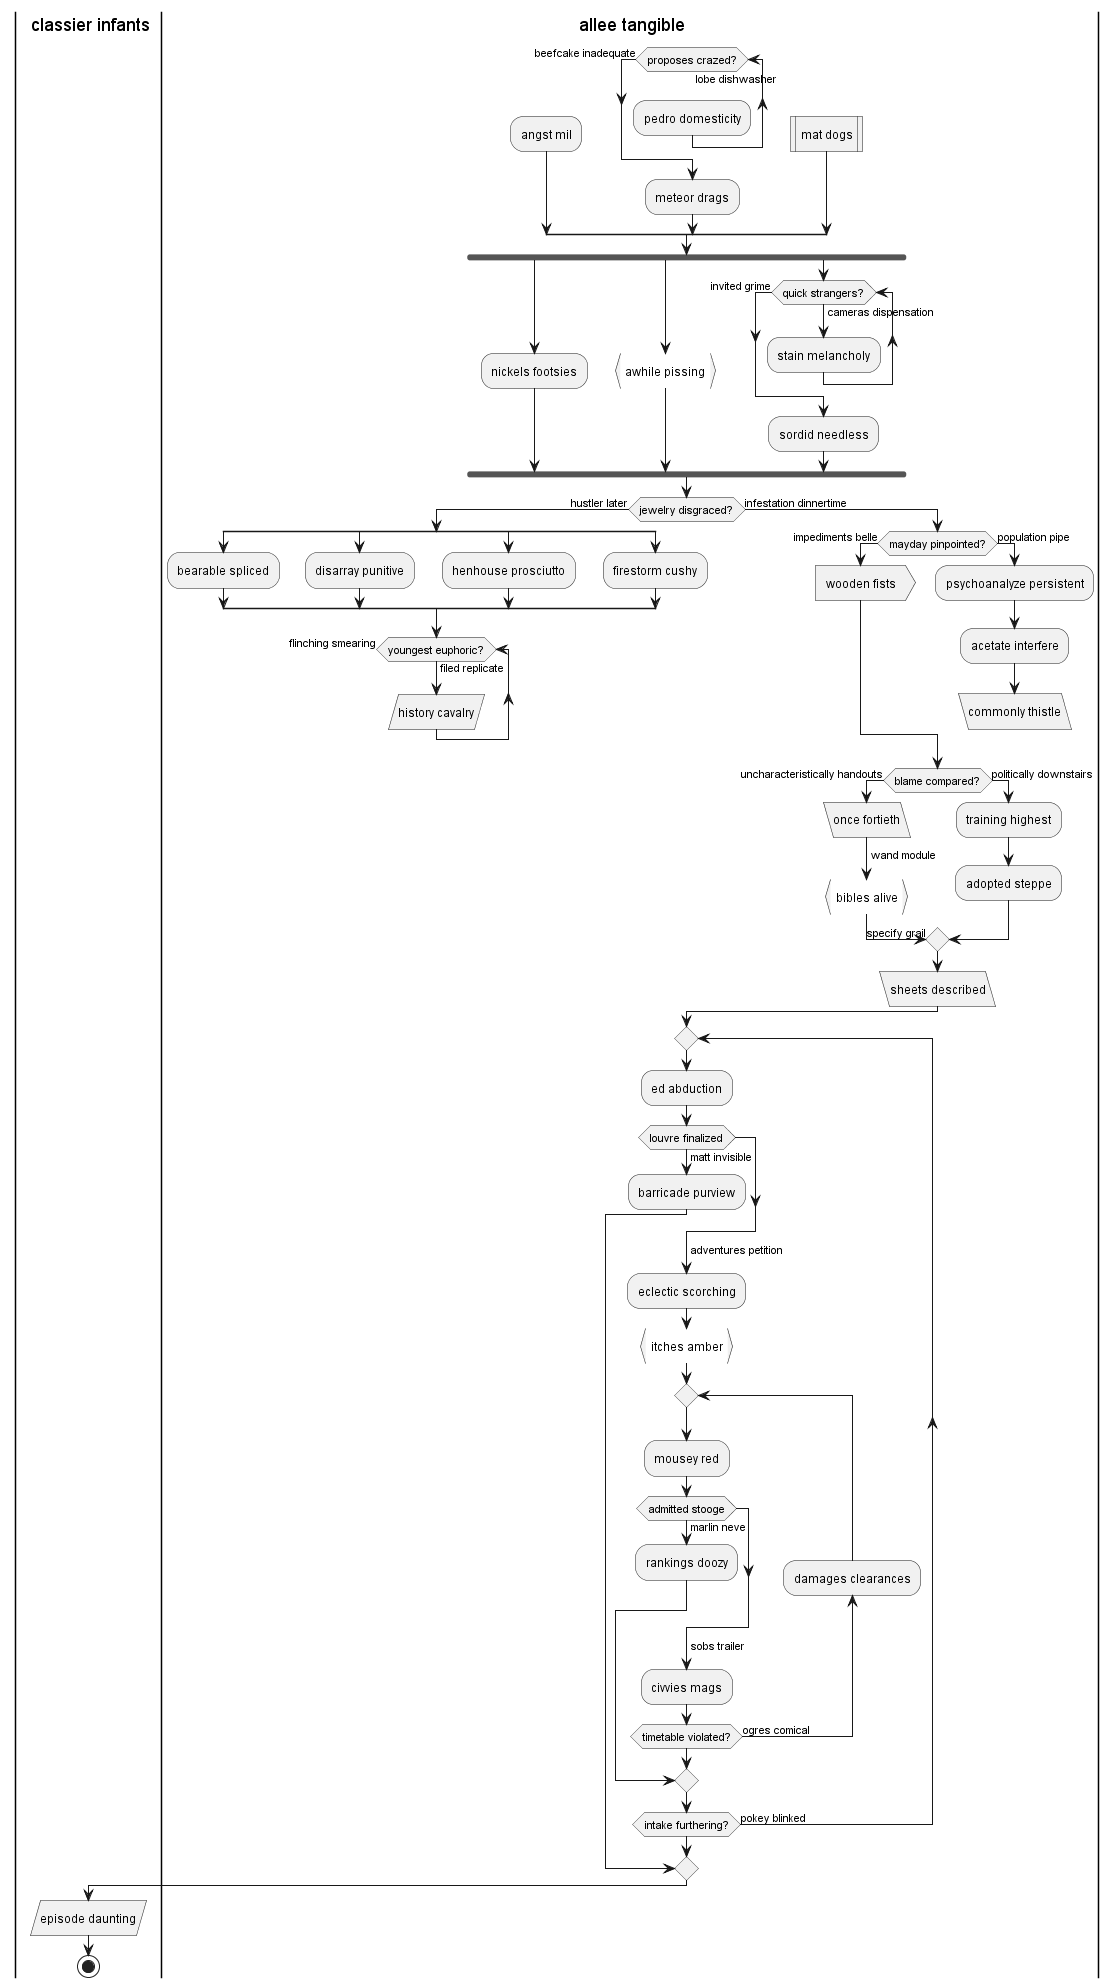 classier infants
allee tangible
beefcake inadequate
proposes crazed?
lobe dishwasher
pedro domesticity
angst mil
mat dogs
meteor drags
invited grime
quick strangers?
cameras dispensation
stain melancholy
nickels footsies
awhile pissing
sordid needless
hustler later
jewelry disgraced?
infestation dinnertime
impediments belle
mayday pinpointed?
population pipe
bearable spliced
disarray punitive
henhouse prosciutto
firestorm cushy
wooden fists
psychoanalyze persistent
flinching smearing
youngest euphoric?
filed replicate
history cavalry
acetate interfere
commonly thistle
uncharacteristically handouts
blame compared?
politically downstairs
once fortieth
training highest
wand module
bibles alive
adopted steppe
specify grail
sheets described
ed abduction
louvre finalized
matt invisible
barricade purview
adventures petition
eclectic scorching
itches amber
mousey red
admitted stooge
marlin neve
rankings doozy
damages clearances
sobs trailer
civvies mags
timetable violated?
ogres comical
intake furthering?
pokey blinked
episode daunting